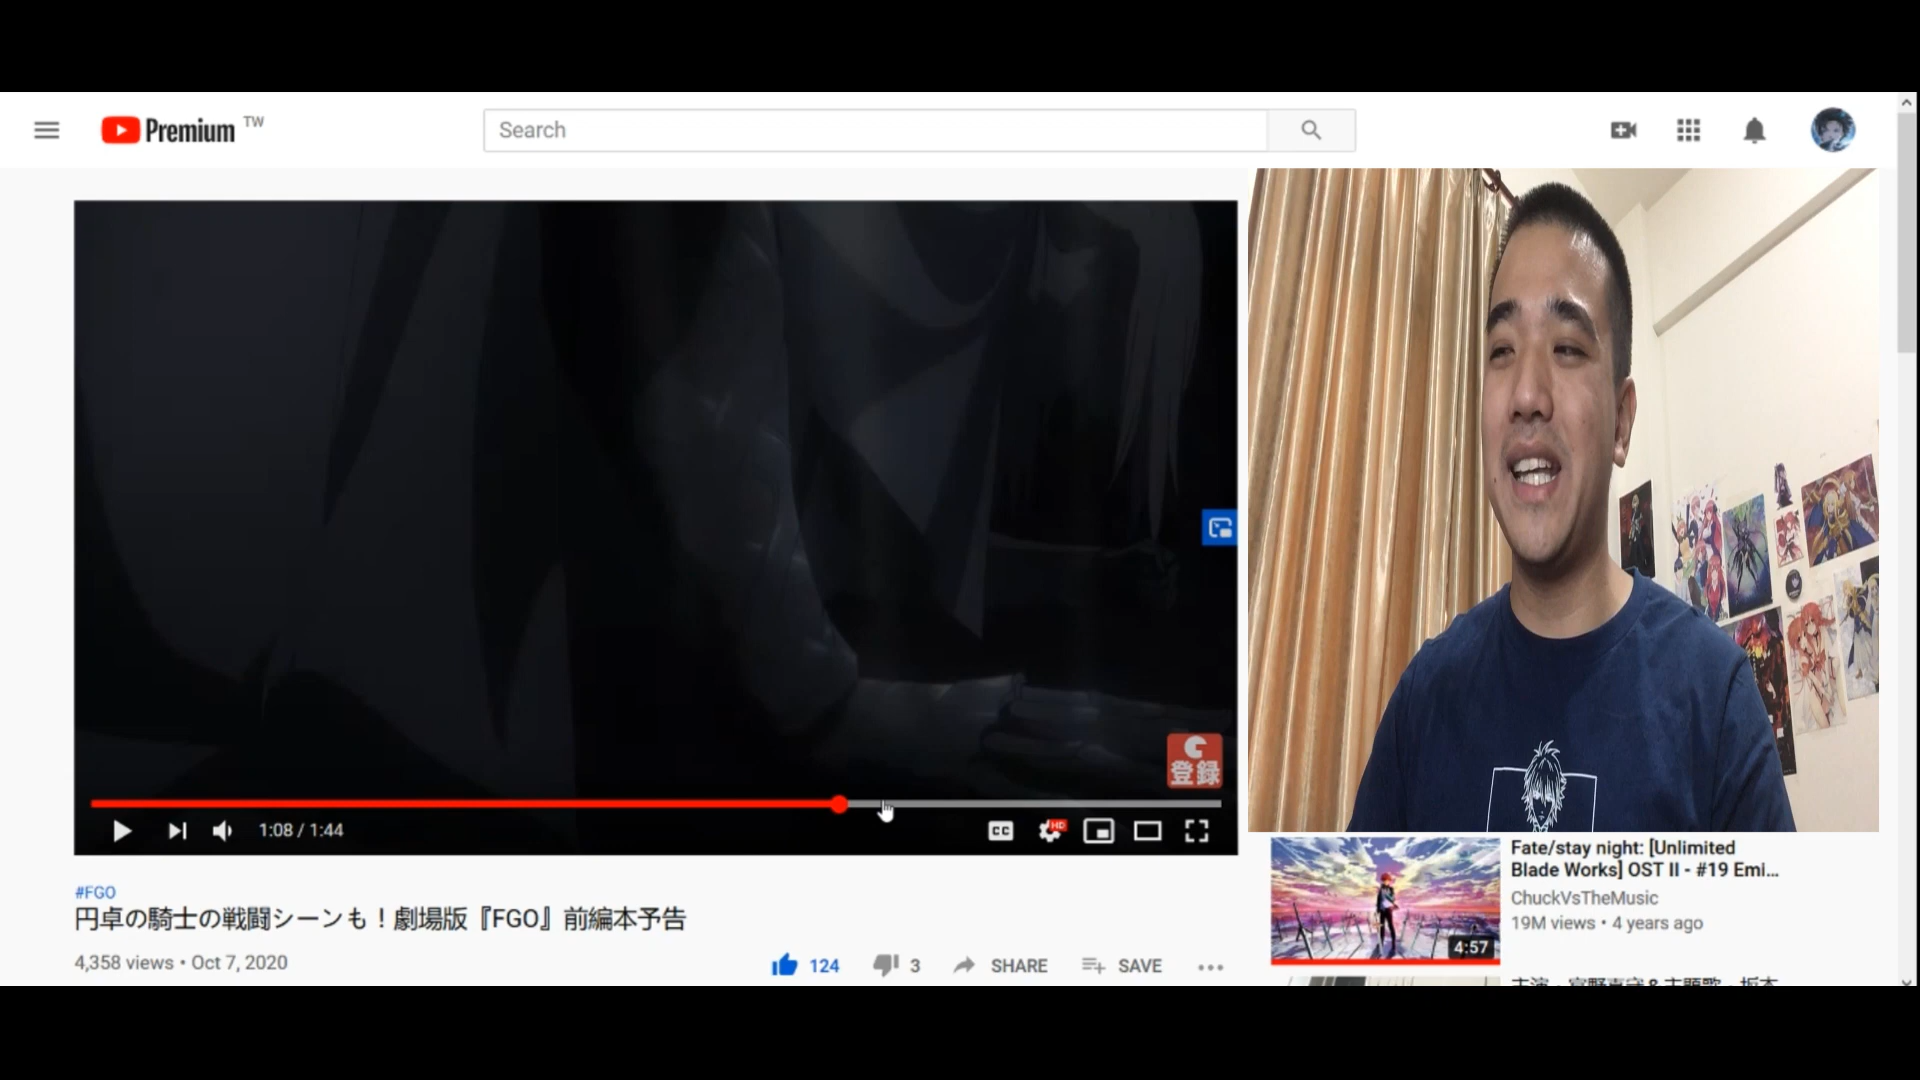 Premium TW
Search
登録
1:08 / 1:44
CC
HD
#FGO
円卓の騎士の戦闘シーンも！劇場版『FGO』前編本予告
4,358 views • Oct 7, 2020
124
3
SHARE
SAVE
4:57
Fate/stay night: [Unlimited
Blade Works] OST II - #19 Emi...
ChuckVsTheMusic
19M views • 4 years ago